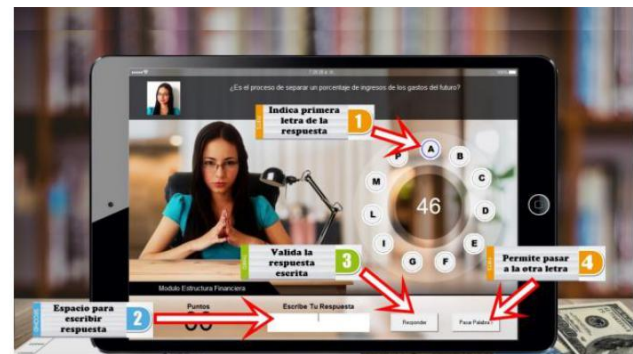 ¿Es el proceso de separar un porcentaje de ingresos de los gastos del futuro?
Indica primera
letra de la
respuesta
1
A
B
C
D
E
F
G
I
L
M
P
46
Valida la
respuesta
escrita
3
Permite pasar
a la otra letra
4
Modulo Estructura Financiera
Espacio para
escribir
respuesta
2
Puntos
Escribe Tu Respuesta
Responder
Pasar Palabra